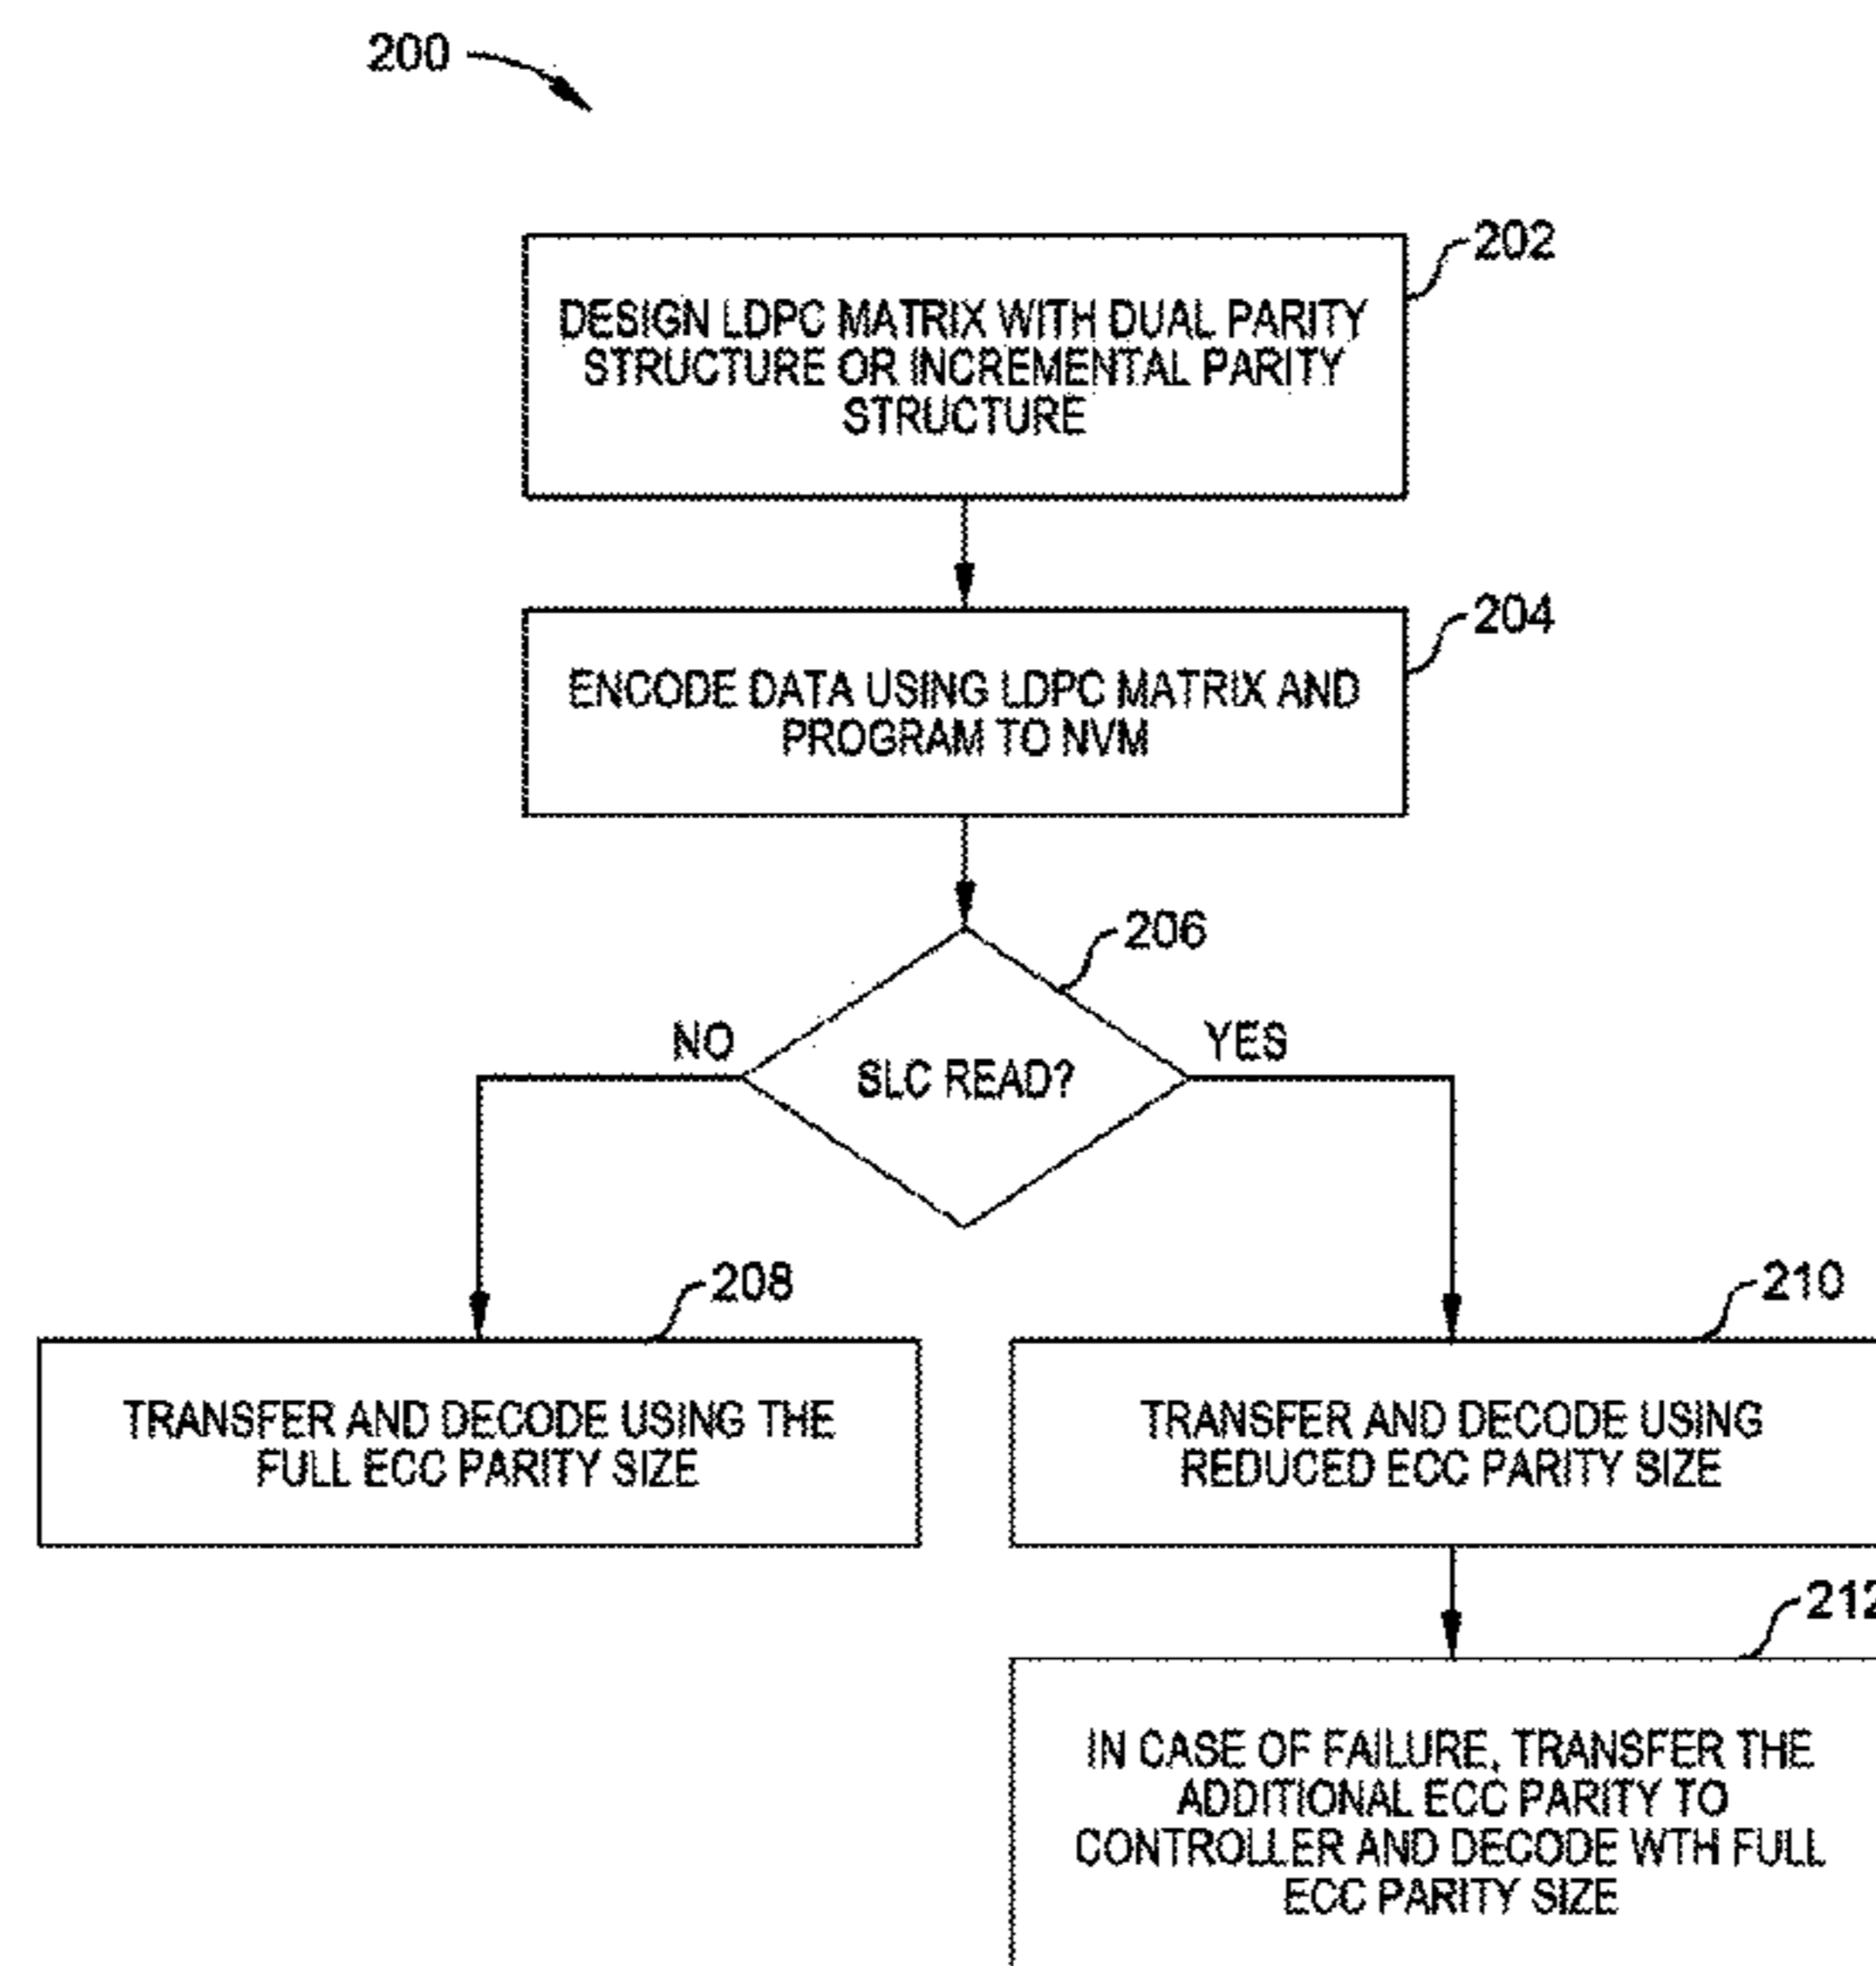 200
202
DESIGN LDPC MATRIX WITH DUAL PARITY
STRUCTURE OR INCREMENTAL PARITY
STRUCTURE
204
ENCODE DATA USING LDPC MATRIX AND
PROGRAM TO NVM
206
NO
SLC READ?
YES
208
TRANSFER AND DECODE USING THE
FULL ECC PARITY SIZE
210
TRANSFER AND DECODE USING
REDUCED ECC PARITY SIZE
212
IN CASE OF FAILURE, TRANSFER THE
ADDITIONAL ECC PARITY TO
CONTROLLER AND DECODE WTH FULL
ECC PARITY SIZE